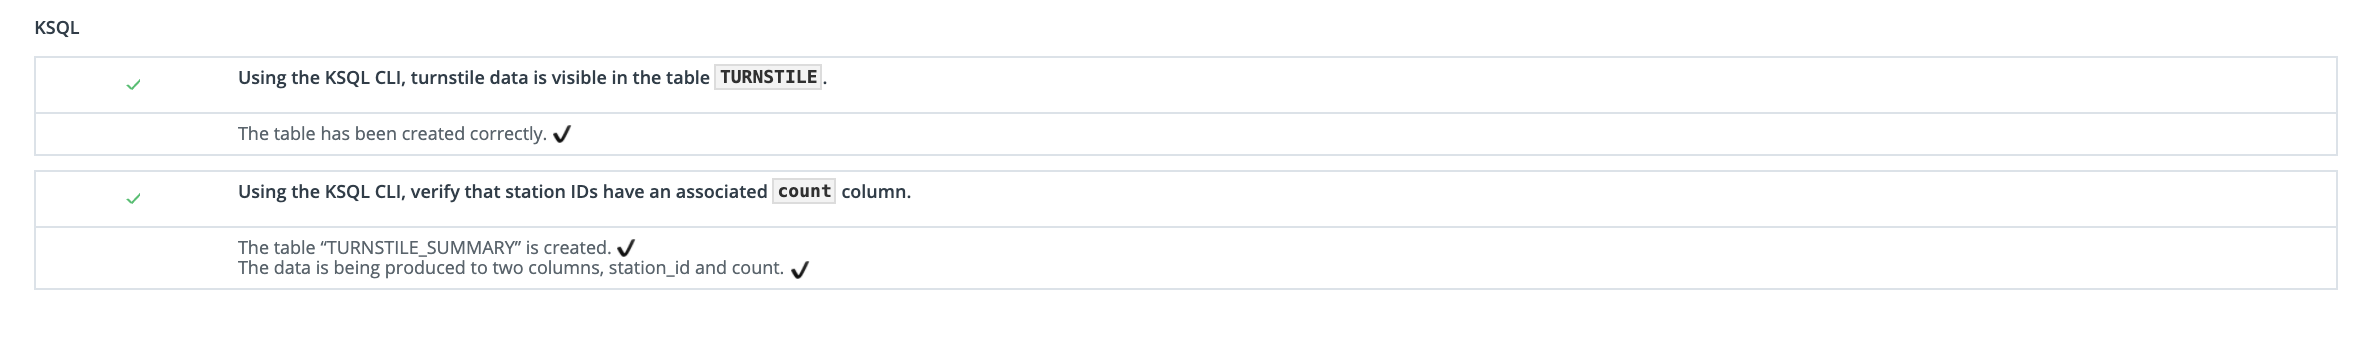 KSQL
✓ Using the KSQL CLI, turnstile data is visible in the table TURNSTILE.
The table has been created correctly. ✔
✓ Using the KSQL CLI, verify that station IDs have an associated count column.
The table “TURNSTILE_SUMMARY” is created. ✔
The data is being produced to two columns, station_id and count. ✔